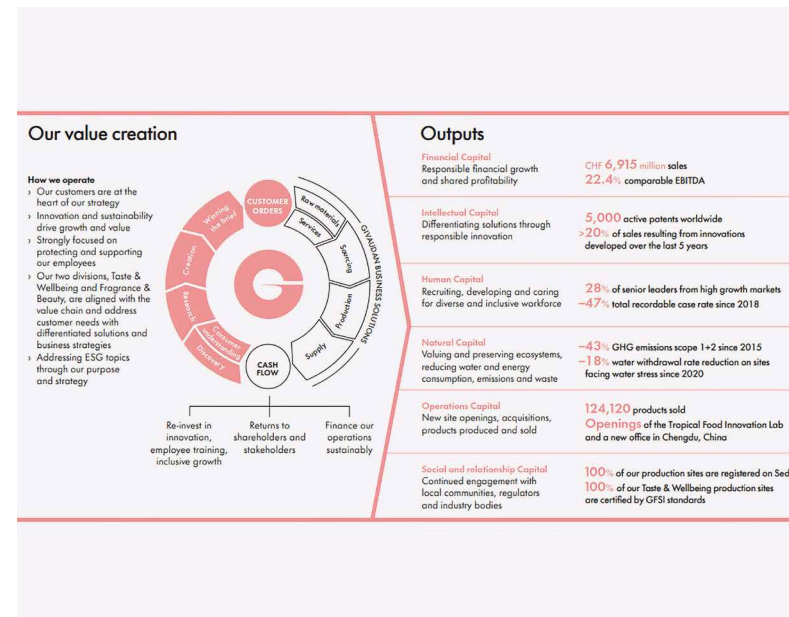 Our value creation
How we operate
› Our customers are at the
heart of our strategy
› Innovation and sustainability
drive growth and value
› Strongly focused on
protecting and supporting
our employees
› Our two divisions, Taste &
Wellbeing and Fragrance &
Beauty, are aligned with the
value chain and address
customer needs with
differentiated solutions and
business strategies
› Addressing ESG topics
through our purpose
and strategy
CUSTOMER
ORDERS
Raw materials
Services
Sourcing
Production
Supply
GIVAUDAN BUSINESS SOLUTIONS
CASH
FLOW
Discovery
Consumer
understanding
Research
Creation
Winning
the brief
Re-invest in
innovation,
employee training,
inclusive growth
Returns to
shareholders and
stakeholders
Finance our
operations
sustainably
Outputs
Financial Capital
Responsible financial growth
and shared profitability
CHF 6,915 million sales
22.4% comparable EBITDA
Intellectual Capital
Differentiating solutions through
responsible innovation
5,000 active patents worldwide
>20% of sales resulting from innovations
developed over the last 5 years
Human Capital
Recruiting, developing and caring
for diverse and inclusive workforce
28% of senior leaders from high growth markets
–47% total recordable case rate since 2018
Natural Capital
Valuing and preserving ecosystems,
reducing water and energy
consumption, emissions and waste
–43% GHG emissions scope 1+2 since 2015
–18% water withdrawal rate reduction on sites
facing water stress since 2020
Operations Capital
New site openings, acquisitions,
products produced and sold
124,120 products sold
Openings of the Tropical Food Innovation Lab
and a new office in Chengdu, China
Social and relationship Capital
Continued engagement with
local communities, regulators
and industry bodies
100% of our production sites are registered on Sed
100% of our Taste & Wellbeing production sites
are certified by GFSI standards